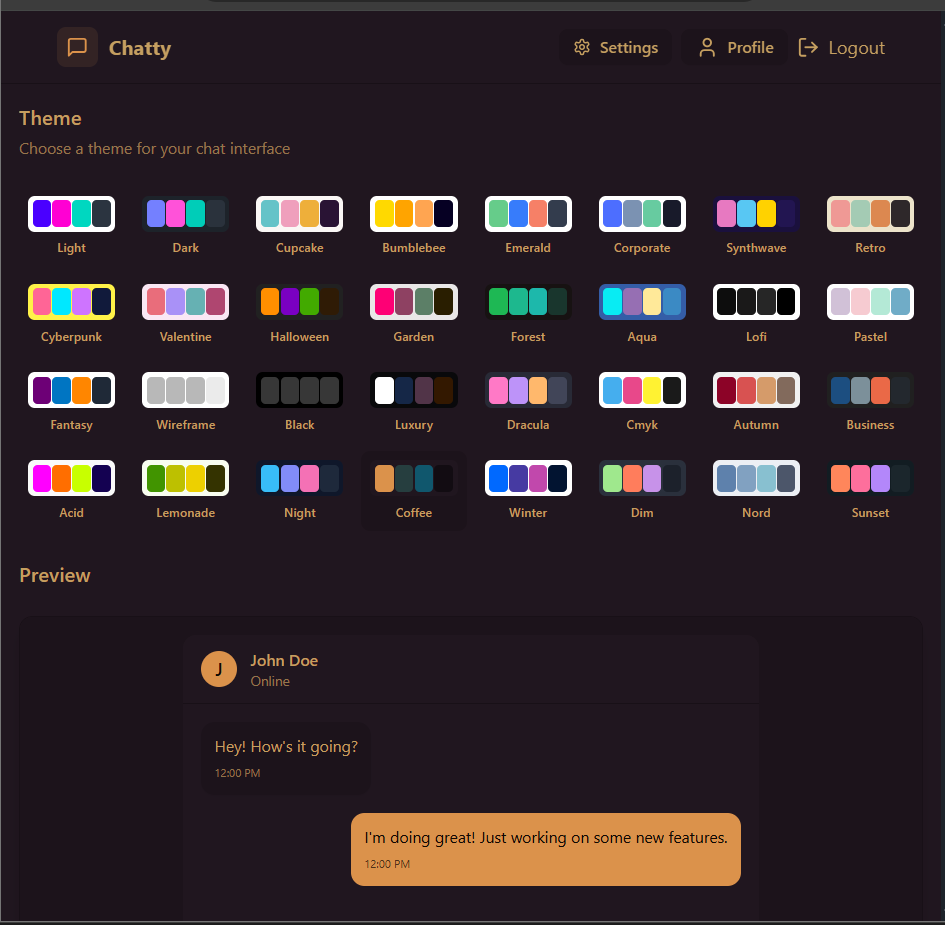 Chatty
Settings Profile Logout
Theme
Choose a theme for your chat interface
Light Dark Cupcake Bumblebee Emerald Corporate Synthwave Retro
Cyberpunk Valentine Halloween Garden Forest Aqua Lofi Pastel
Fantasy Wireframe Black Luxury Dracula Cmyk Autumn Business
Acid Lemonade Night Coffee Winter Dim Nord Sunset
Preview
J
John Doe
Online
Hey! How's it going?
12:00 PM
I'm doing great! Just working on some new features.
12:00 PM